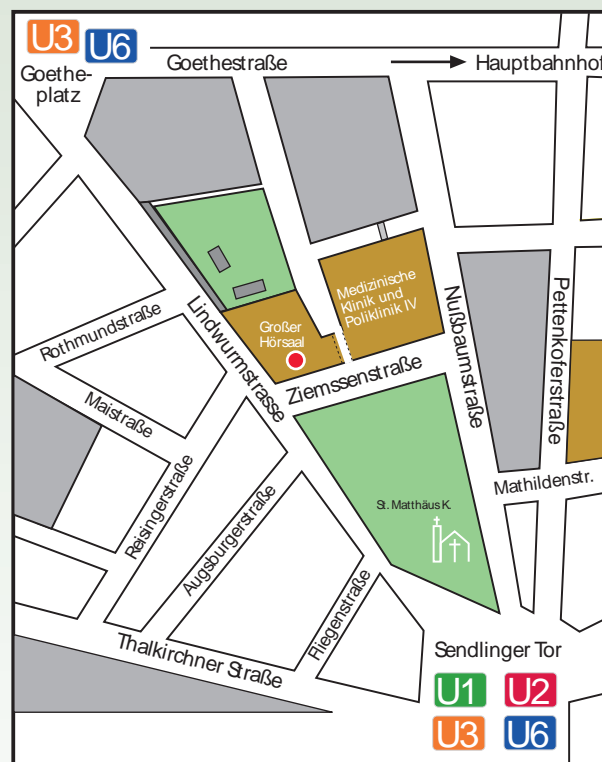 U3
U6
Goethe-
platz
Goethestraße
Hauptbahnhof
Medizinische
Klinik und
Poliklinik IV
Großer
Hörsaal
Lindwurmstrasse
Nußbaumstraße
Pettenkoferstraße
Rothmundstraße
Ziemssenstraße
Maistraße
Mathildenstr.
Reisingerstraße
Augsburgerstraße
St. Matthäus K.
Fliegenstraße
Thalkirchner Straße
Sendlinger Tor
U1
U2
U3
U6